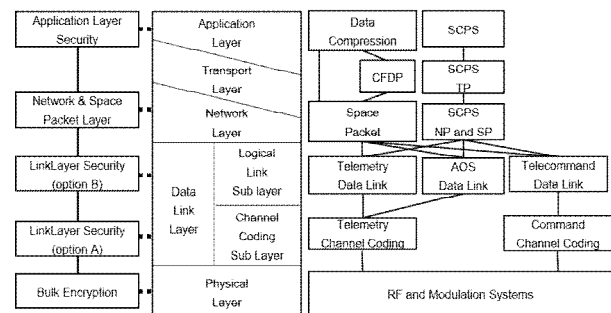 Application Layer
Security
Network & Space
Packet Layer
LinkLayer Security
(option B)
LinkLayer Security
(option A)
Bulk Encryption
Application
Layer
Transport
Layer
Network
Layer
Data
Link
Layer
Logical
Link
Sub layer
Channel
Coding
Sub Layer
Physical
Layer
Data
Compression
CFDP
Space
Packet
SCPS
SCPS
TP
SCPS
NP and SP
Telemetry
Data Link
AOS
Data Link
Telecommand
Data Link
Telemetry
Channel Coding
Command
Channel Coding
RF and Modulation Systems